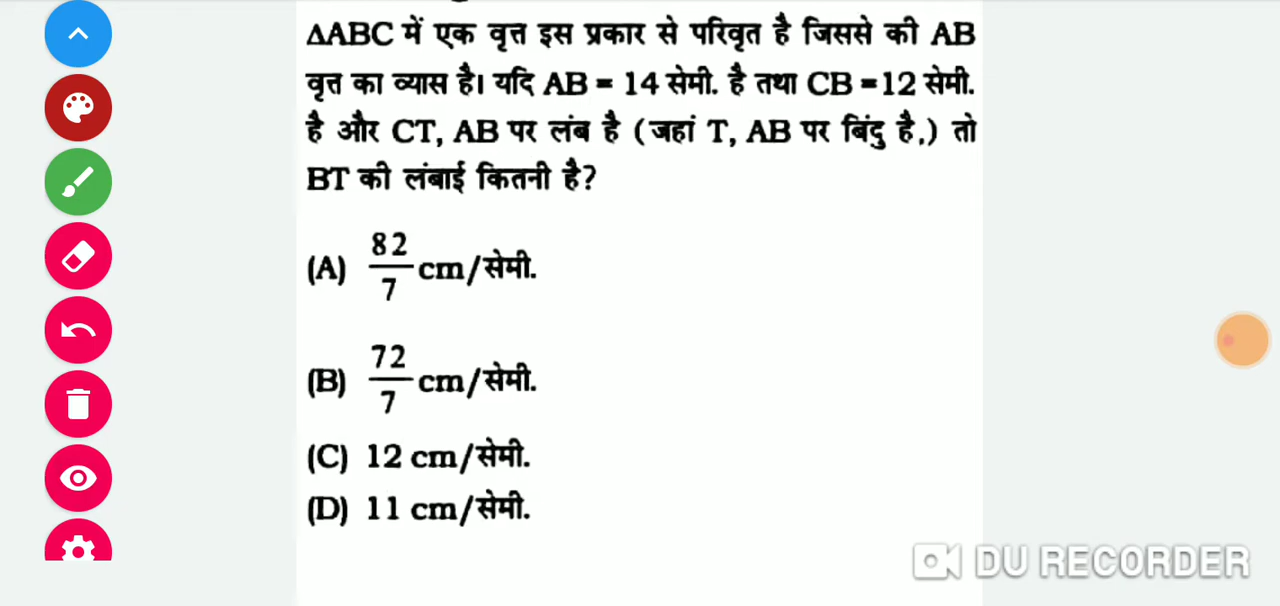 ΔABC में एक वृत्त इस प्रकार से परिवृत है जिससे की AB
वृत्त का व्यास है। यदि AB = 14 सेमी. है तथा CB =12 सेमी.
है और CT, AB पर लंब है (जहां T, AB पर बिंदु है,) तो
BT की लंबाई कितनी है?
(A) 82/7 cm/सेमी.
(B) 72/7 cm/सेमी.
(C) 12 cm/सेमी.
(D) 11 cm/सेमी.
DU RECORDER